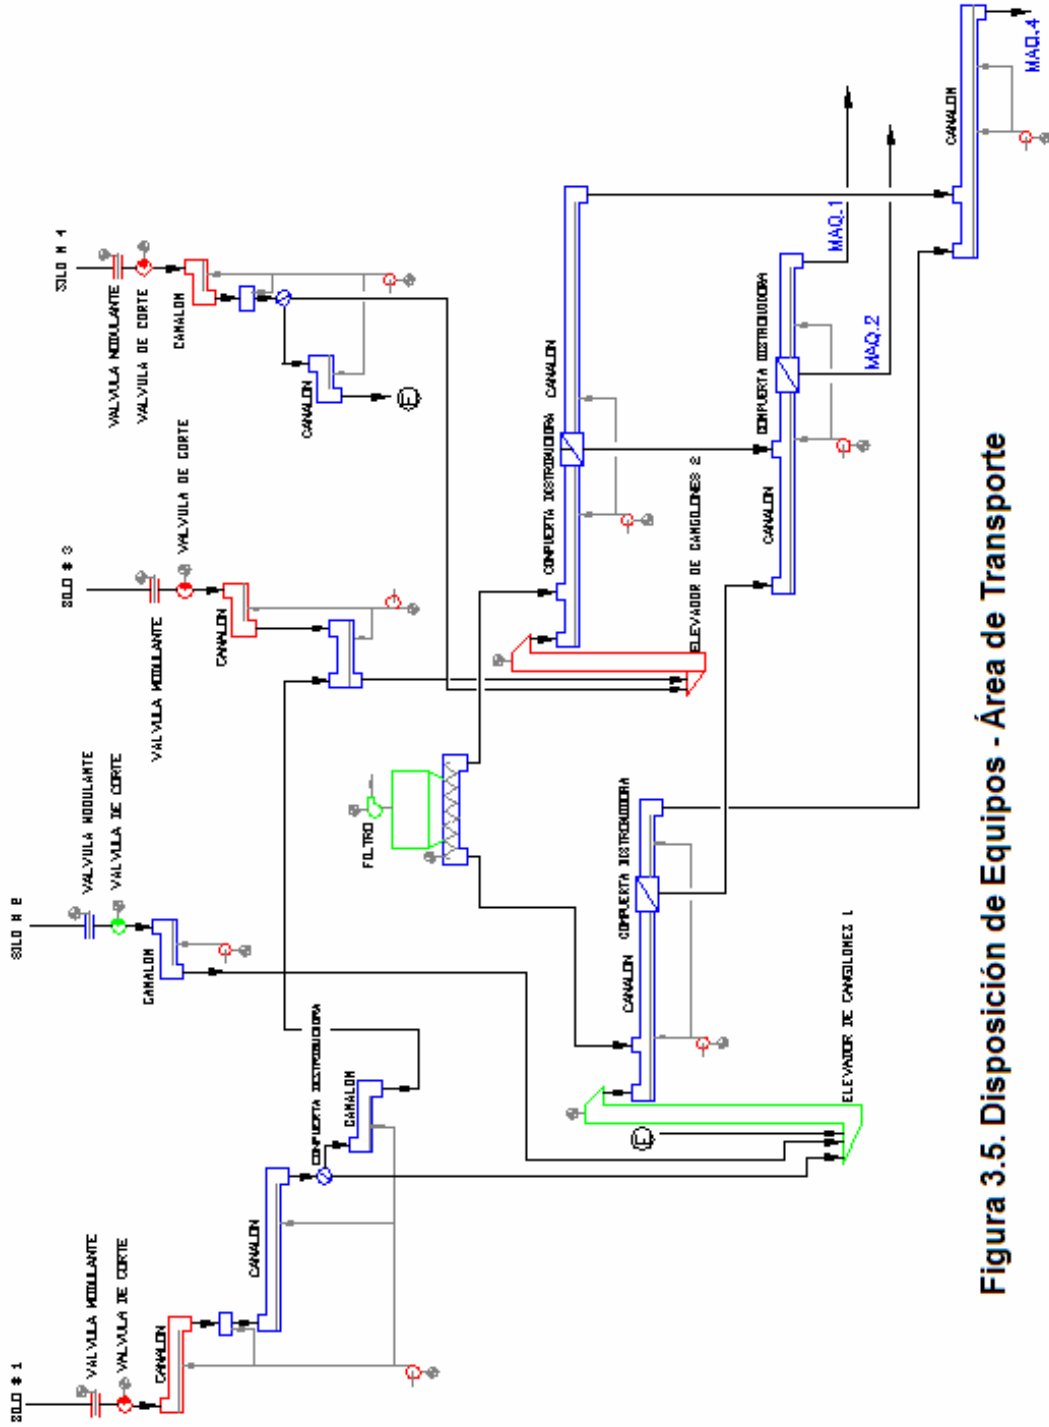 SILO # 1
VALVULA MODULANTE
VALVULA DE CORTE
CANALON
CANALON
COMPUERTA DISTRIBUIDORA
CANALON
SILO # 2
VALVULA MODULANTE
VALVULA DE CORTE
CANALON
SILO # 3
VALVULA MODULANTE
VALVULA DE CORTE
CANALON
SILO # 4
VALVULA MODULANTE
VALVULA DE CORTE
CANALON
CANALON
E
FILTRO
E
ELEVADOR DE CANGILONES 1
CANALON
COMPUERTA DISTRIBUIDORA
ELEVADOR DE CANGILONES 2
COMPUERTA DISTRIBUIDORA
CANALON
CANALON
COMPUERTA DISTRIBUIDORA
MAQ.1
MAQ.2
CANALON
MAQ.4
Figura 3.5. Disposición de Equipos - Área de Transporte